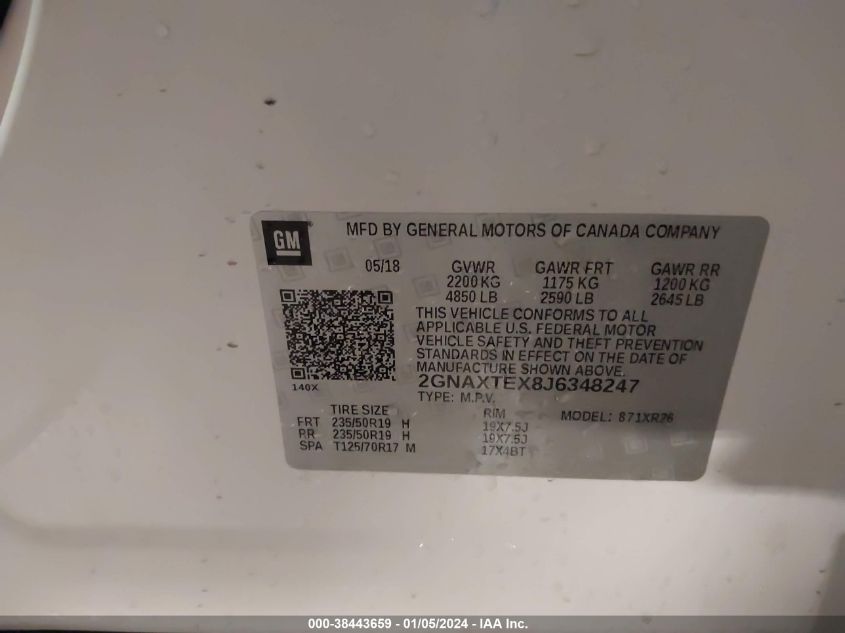 GM
MFD BY GENERAL MOTORS OF CANADA COMPANY
05/18 GVWR GAWR FRT GAWR RR
2200 KG 1175 KG 1200 KG
4850 LB 2590 LB 2645 LB
THIS VEHICLE CONFORMS TO ALL
APPLICABLE U.S. FEDERAL MOTOR
VEHICLE SAFETY AND THEFT PREVENTION
STANDARDS IN EFFECT ON THE DATE OF
MANUFACTURE SHOWN ABOVE.
140X 2GNAXTEX8J6348247
TYPE: M.P.V.
TIRE SIZE RIM MODEL: 871XR26
FRT 235/50R19 H 19X7.5J
RR 235/50R19 H 19X7.5J
SPA T125/70R17 M 17X4BT
000-38443659 - 01/05/2024 - IAA Inc.